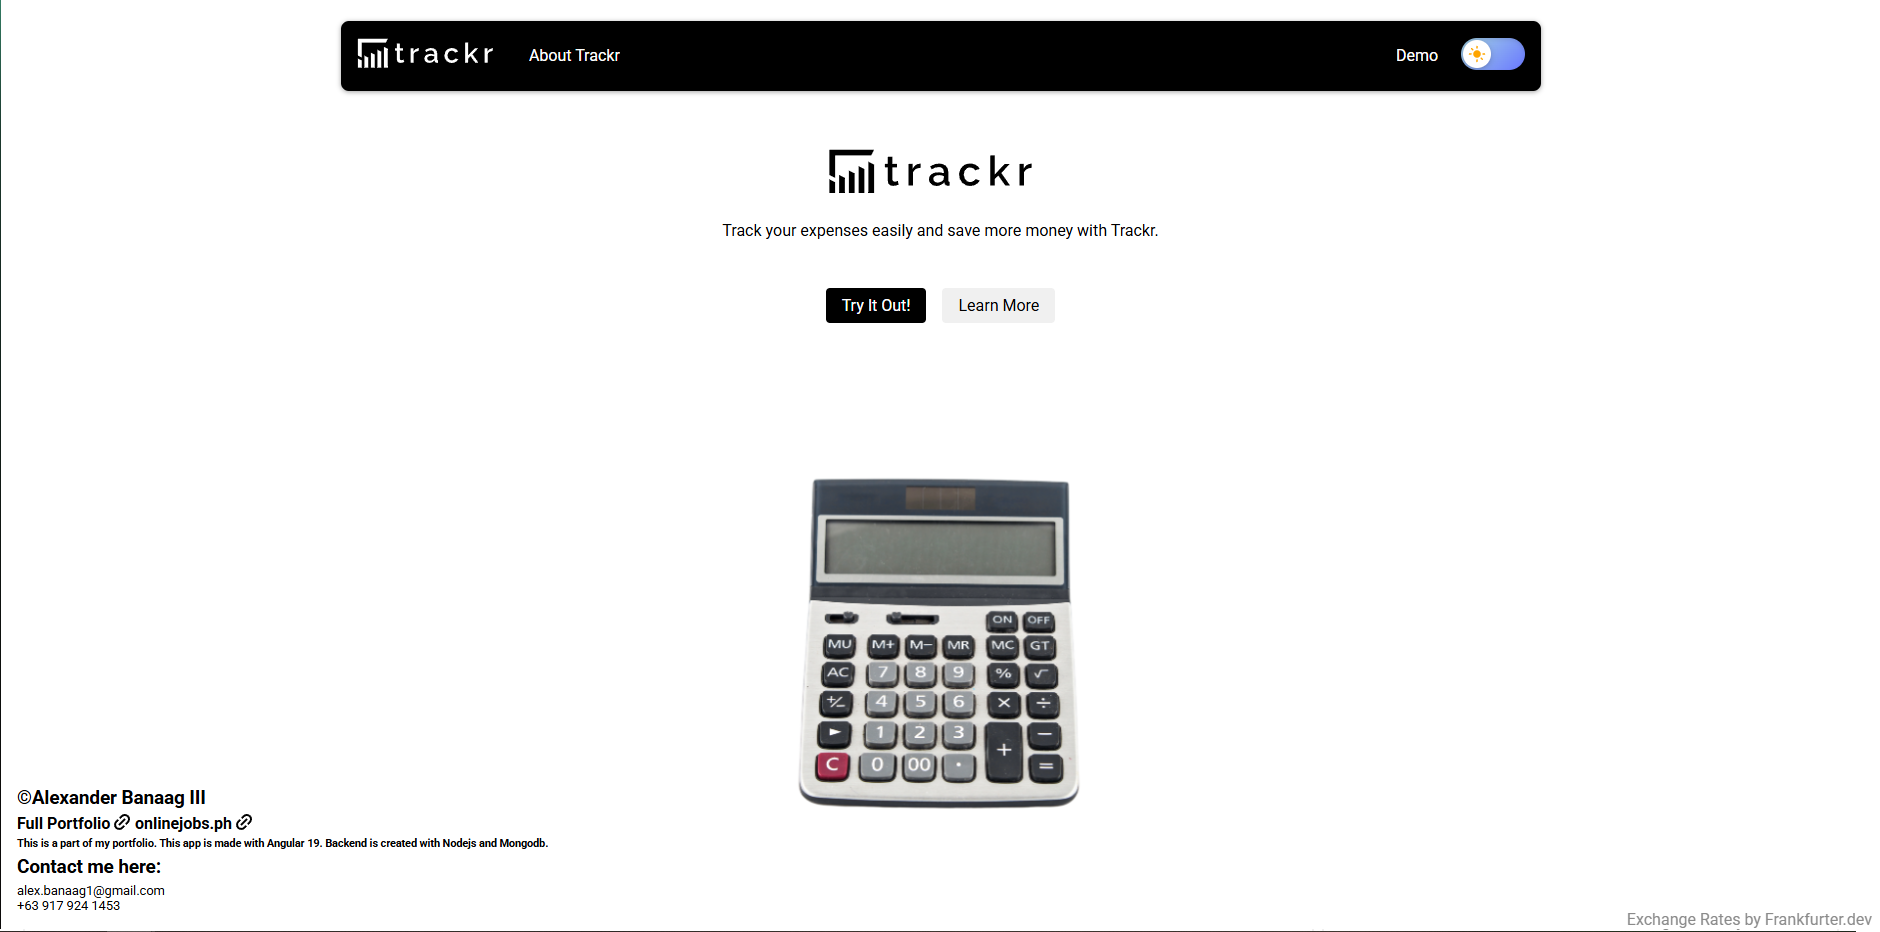 trackr About Trackr Demo
trackr
Track your expenses easily and save more money with Trackr.
Try It Out! Learn More
ON OFF
MU M+ M− MR MC GT
AC 7 8 9 % √
+/− 4 5 6 × ÷
► 1 2 3 + −
C 0 00 · =
©Alexander Banaag III
Full Portfolio onlinejobs.ph
This is a part of my portfolio. This app is made with Angular 19. Backend is created with Nodejs and Mongodb.
Contact me here:
alex.banaag1@gmail.com
+63 917 924 1453
Exchange Rates by Frankfurter.dev